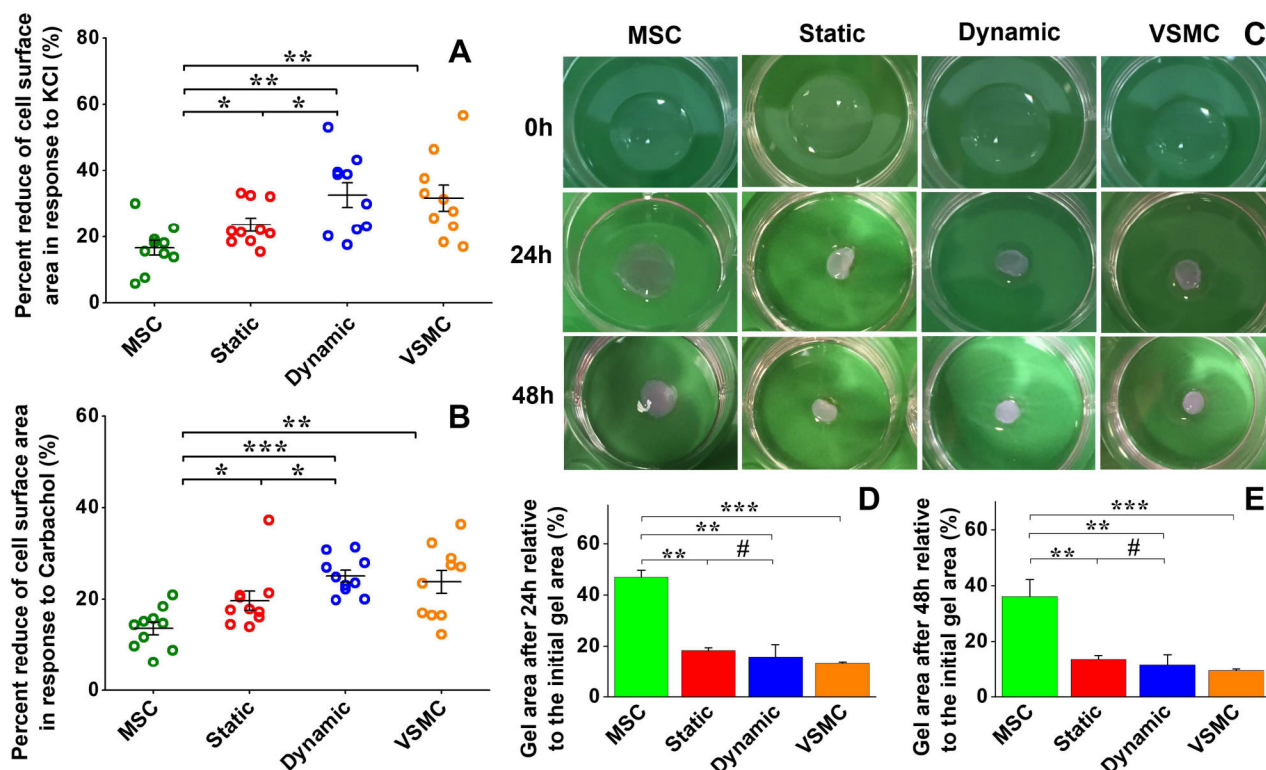 A
Percent reduce of cell surface
area in response to KCl (%)
80
60
40
20
0
**
**
* *
MSC Static Dynamic VSMC
B
Percent reduce of cell surface area
in response to Carbachol (%)
60
40
20
0
**
***
* *
MSC Static Dynamic VSMC
MSC Static Dynamic VSMC C
0h
24h
48h
D
Gel area after 24h relative
to the initial gel area (%)
60
40
20
0
***
**
** #
MSC Static Dynamic VSMC
E
Gel area after 48h relative
to the initial gel area (%)
60
40
20
0
***
**
** #
MSC Static Dynamic VSMC